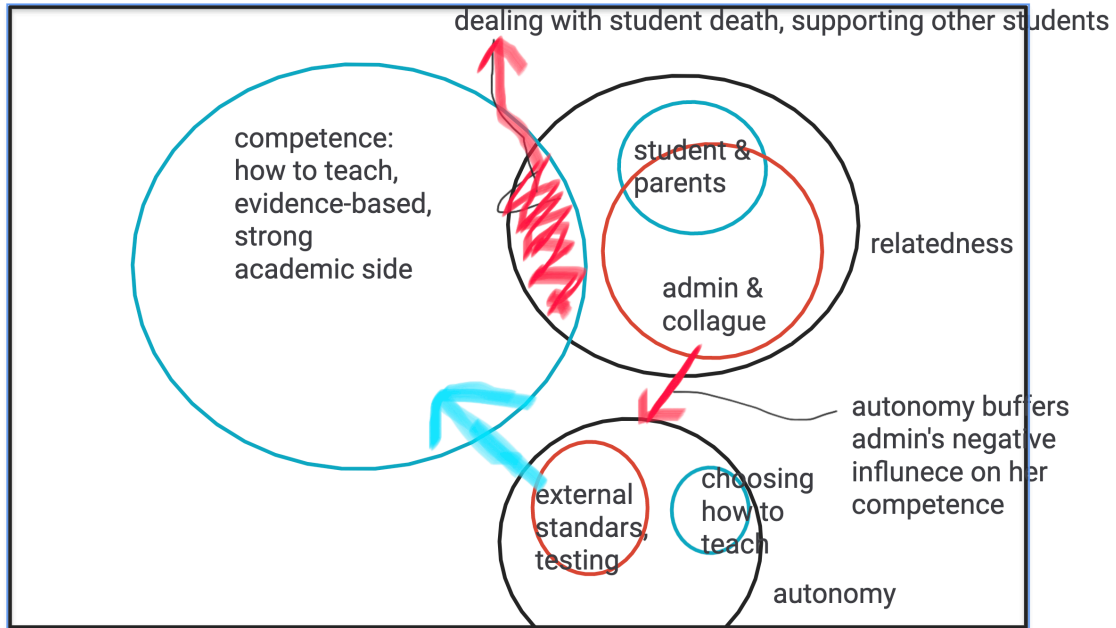 dealing with student death, supporting other students
competence:
how to teach,
evidence-based,
strong
academic side
student &
parents
relatedness
admin &
collague
autonomy buffers
admin's negative
influnece on her
competence
external
standars,
testing
choosing
how to
teach
autonomy